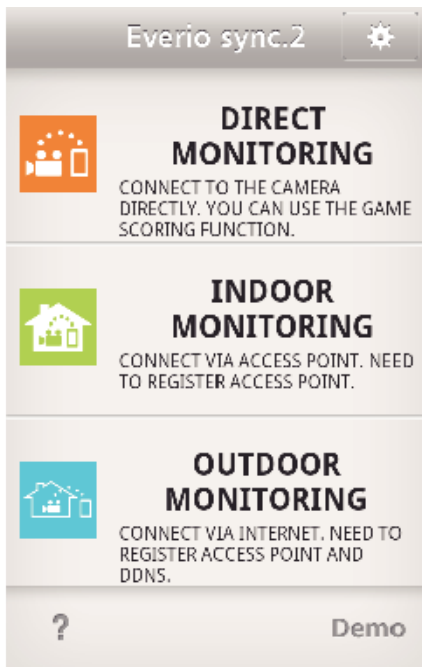 Everio sync.2
DIRECT
MONITORING
CONNECT TO THE CAMERA
DIRECTLY. YOU CAN USE THE GAME
SCORING FUNCTION.
INDOOR
MONITORING
CONNECT VIA ACCESS POINT. NEED
TO REGISTER ACCESS POINT.
OUTDOOR
MONITORING
CONNECT VIA INTERNET. NEED TO
REGISTER ACCESS POINT AND
DDNS.
? Demo